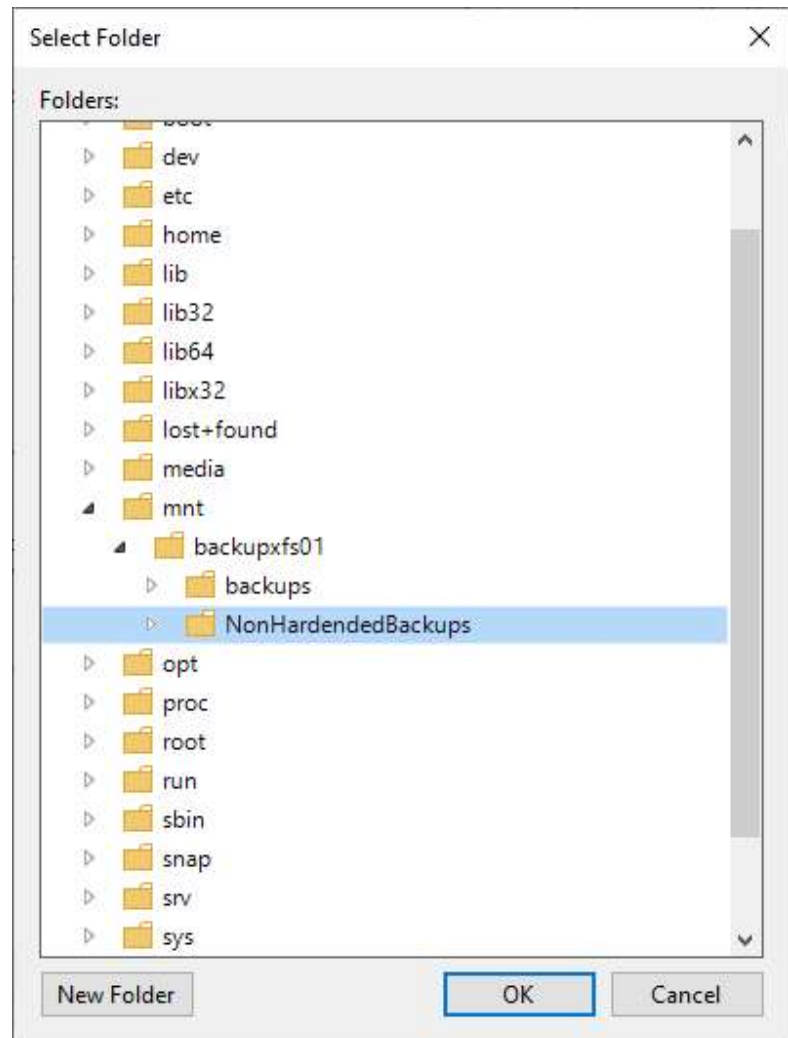 Select Folder
Folders:
dev
etc
home
lib
lib32
lib64
libx32
lost+found
media
mnt
backupxfs01
backups
NonHardendedBackups
opt
proc
root
run
sbin
snap
srv
sys
New Folder
OK
Cancel